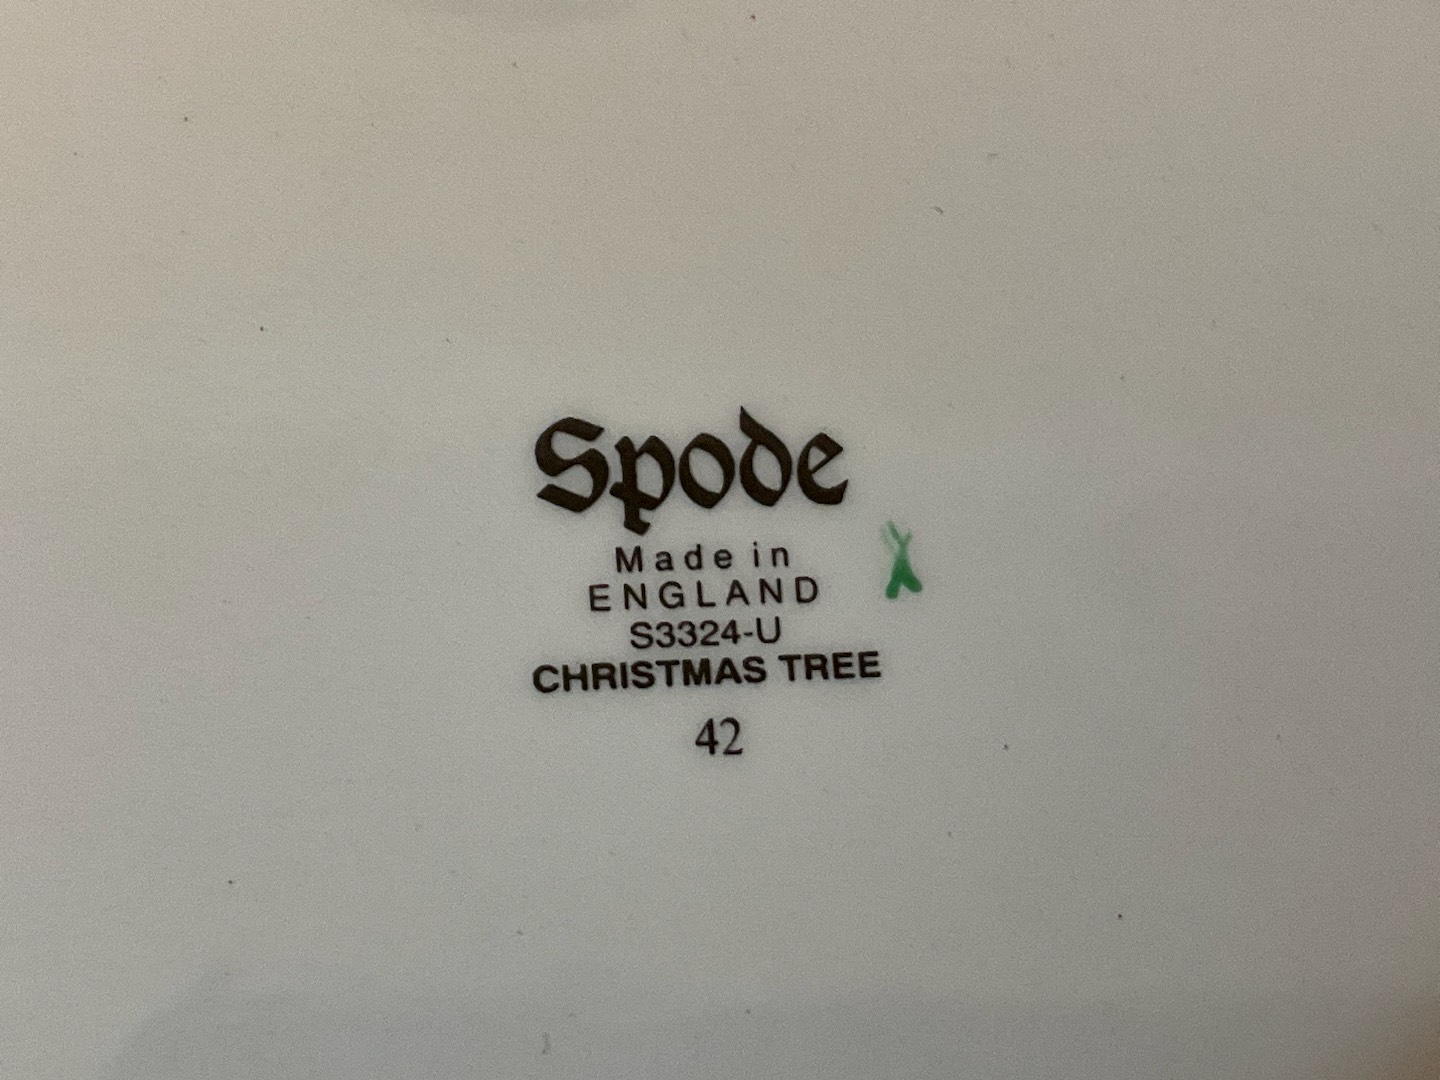 Spode
Made in
ENGLAND
S3324-U
CHRISTMAS TREE
42